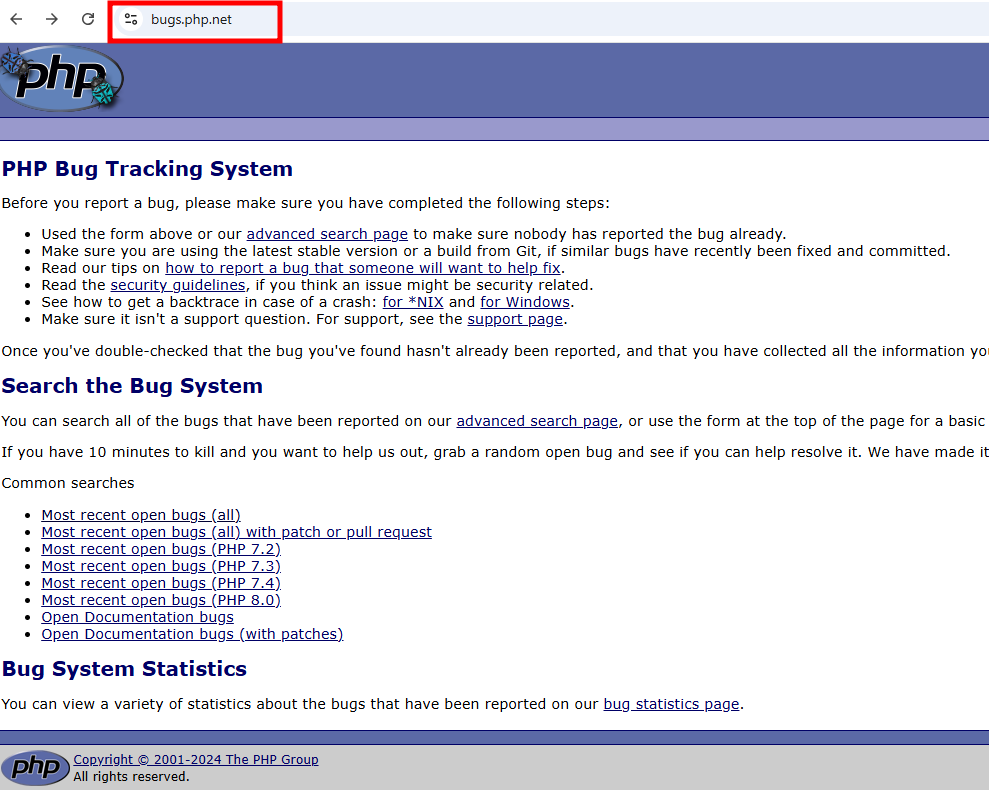 bugs.php.net
php
PHP Bug Tracking System
Before you report a bug, please make sure you have completed the following steps:
Used the form above or our advanced search page to make sure nobody has reported the bug already.
Make sure you are using the latest stable version or a build from Git, if similar bugs have recently been fixed and committed.
Read our tips on how to report a bug that someone will want to help fix.
Read the security guidelines, if you think an issue might be security related.
See how to get a backtrace in case of a crash: for *NIX and for Windows.
Make sure it isn't a support question. For support, see the support page.
Once you've double-checked that the bug you've found hasn't already been reported, and that you have collected all the information
Search the Bug System
You can search all of the bugs that have been reported on our advanced search page, or use the form at the top of the page for a basic
If you have 10 minutes to kill and you want to help us out, grab a random open bug and see if you can help resolve it. We have made it
Common searches
Most recent open bugs (all)
Most recent open bugs (all) with patch or pull request
Most recent open bugs (PHP 7.2)
Most recent open bugs (PHP 7.3)
Most recent open bugs (PHP 7.4)
Most recent open bugs (PHP 8.0)
Open Documentation bugs
Open Documentation bugs (with patches)
Bug System Statistics
You can view a variety of statistics about the bugs that have been reported on our bug statistics page.
php
Copyright © 2001-2024 The PHP Group
All rights reserved.